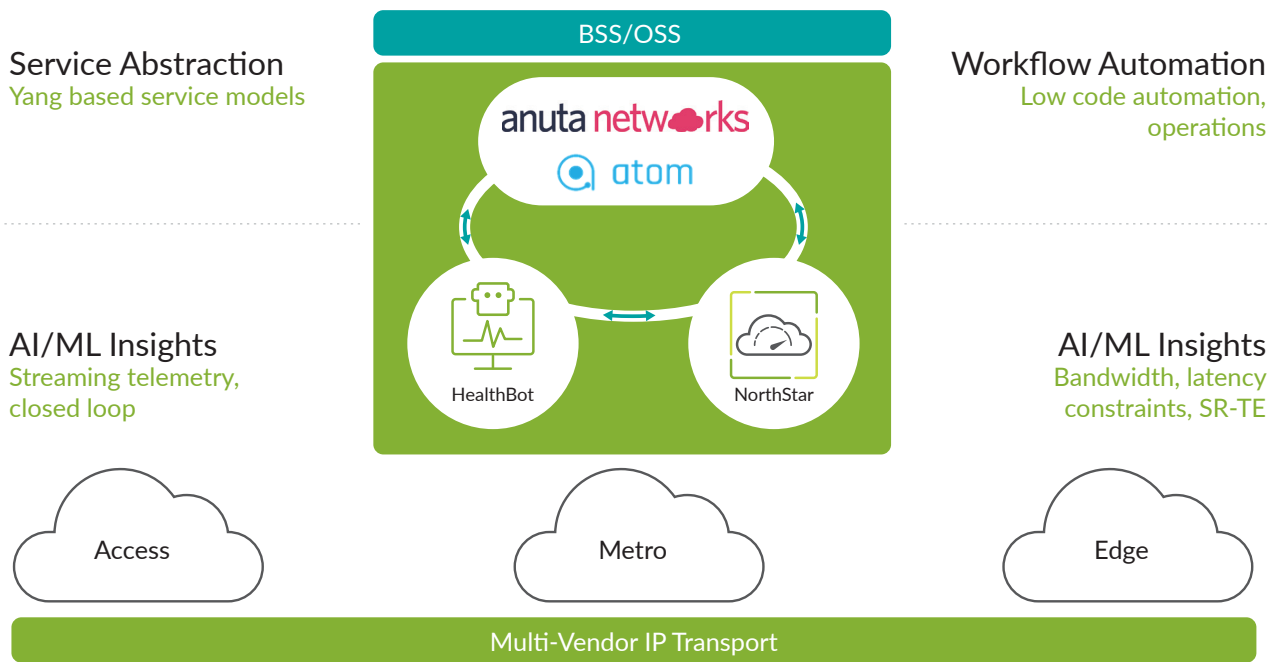 BSS/OSS
Service Abstraction
Yang based service models
anuta networks
atom
Workflow Automation
Low code automation,
operations
AI/ML Insights
Streaming telemetry,
closed loop
HealthBot
NorthStar
AI/ML Insights
Bandwidth, latency
constraints, SR-TE
Access
Metro
Edge
Multi-Vendor IP Transport